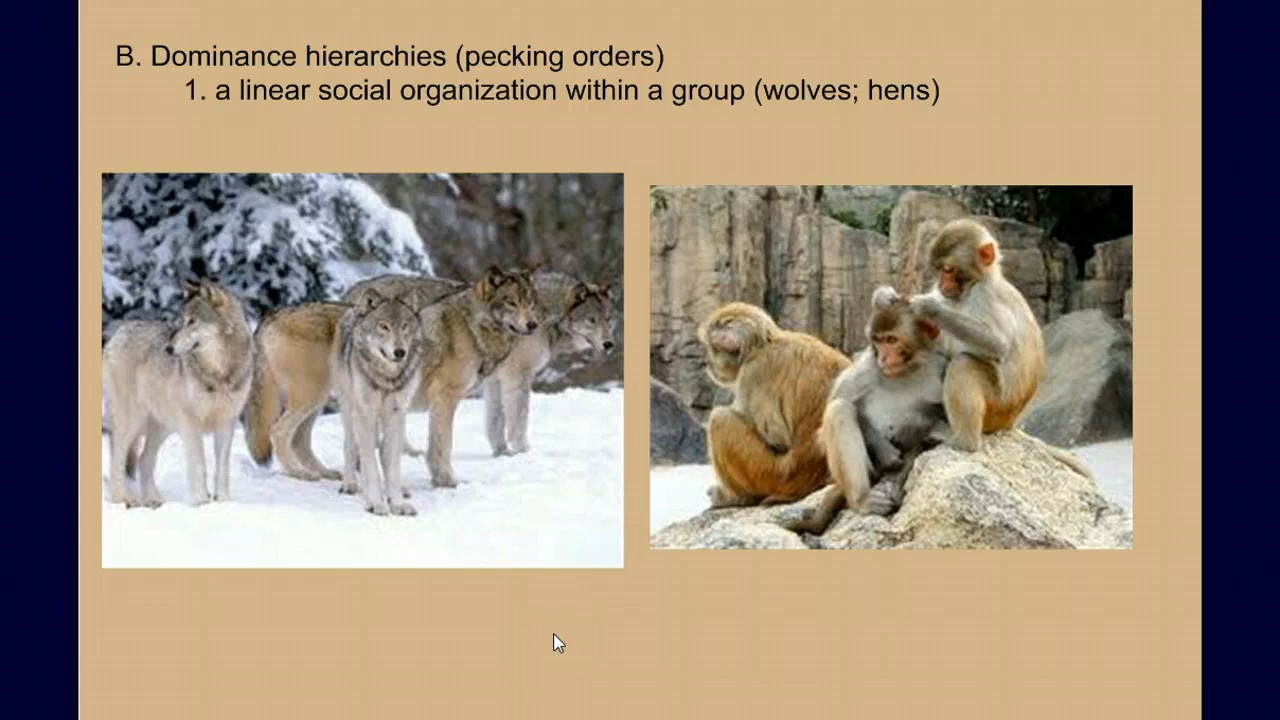 B. Dominance hierarchies (pecking orders)
1. a linear social organization within a group (wolves; hens)